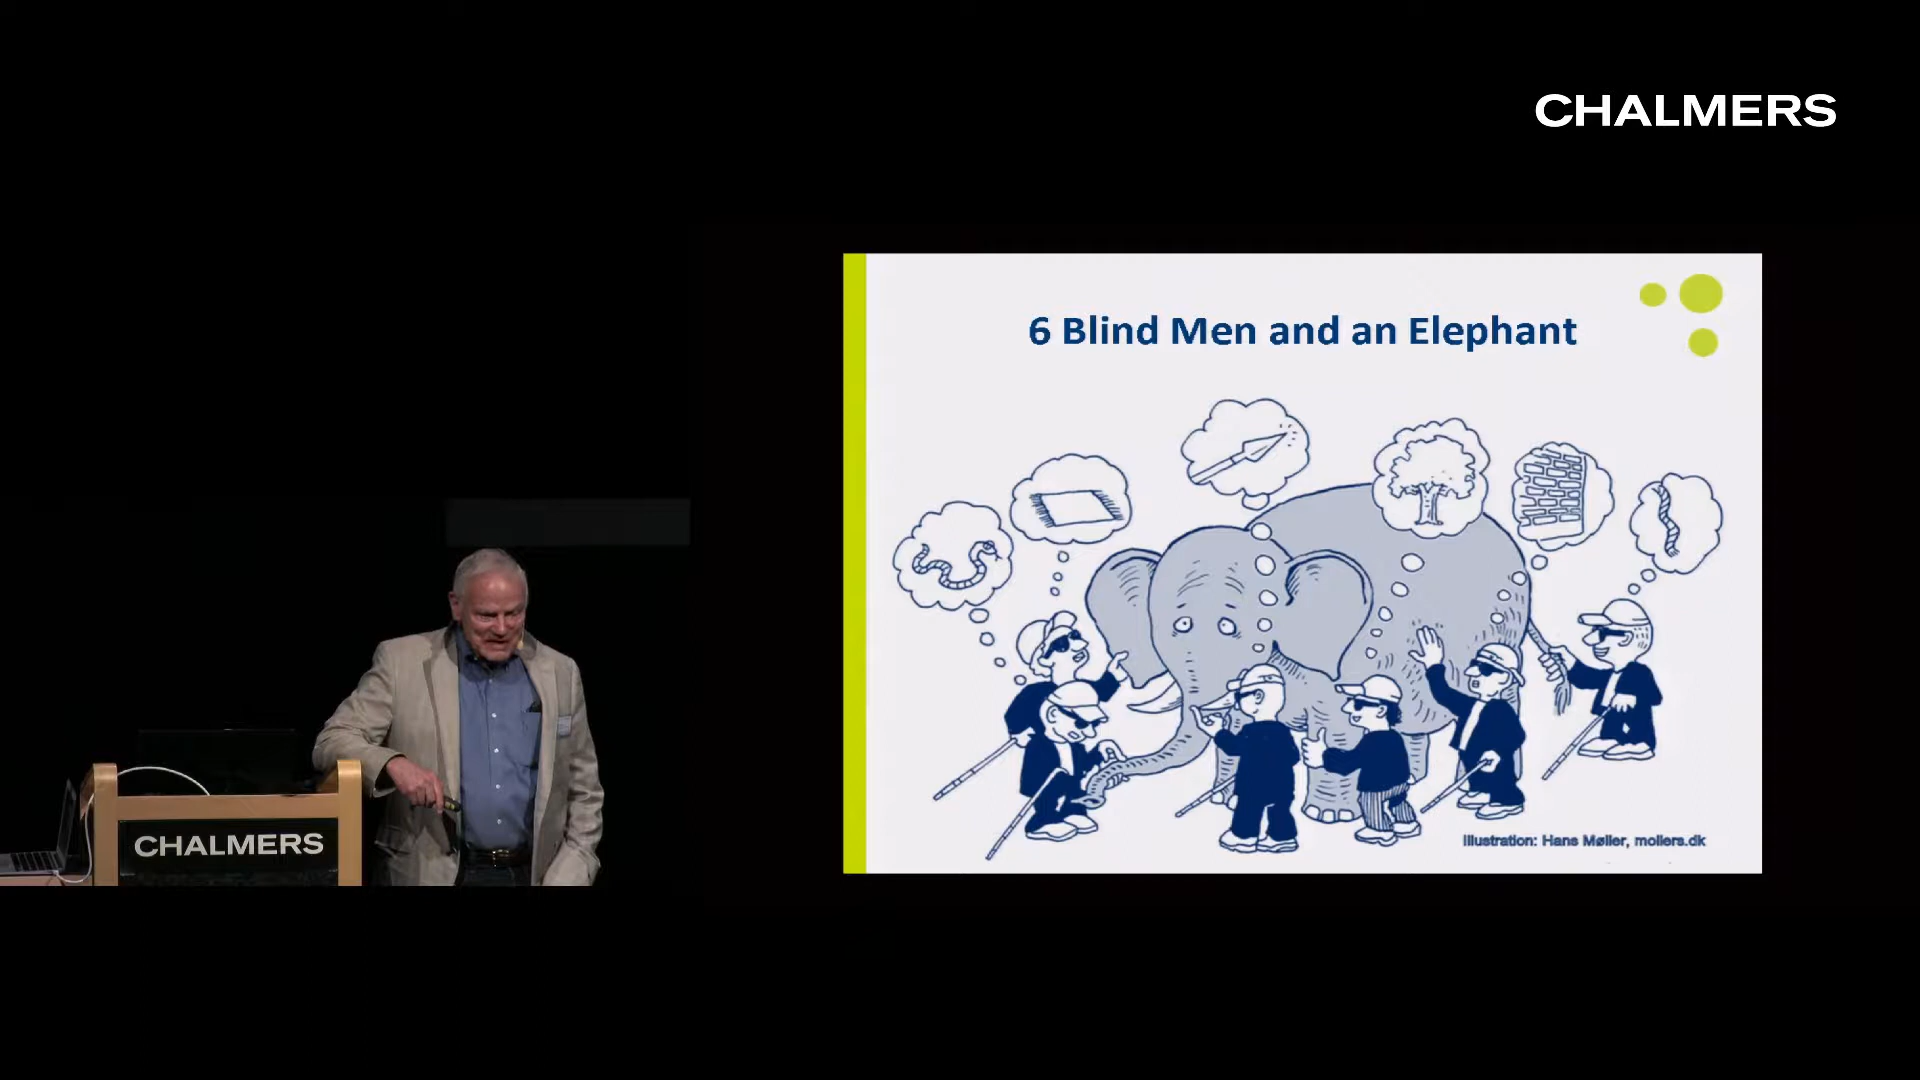 CHALMERS
6 Blind Men and an Elephant
Illustration: Hans Møller, mollers.dk
CHALMERS